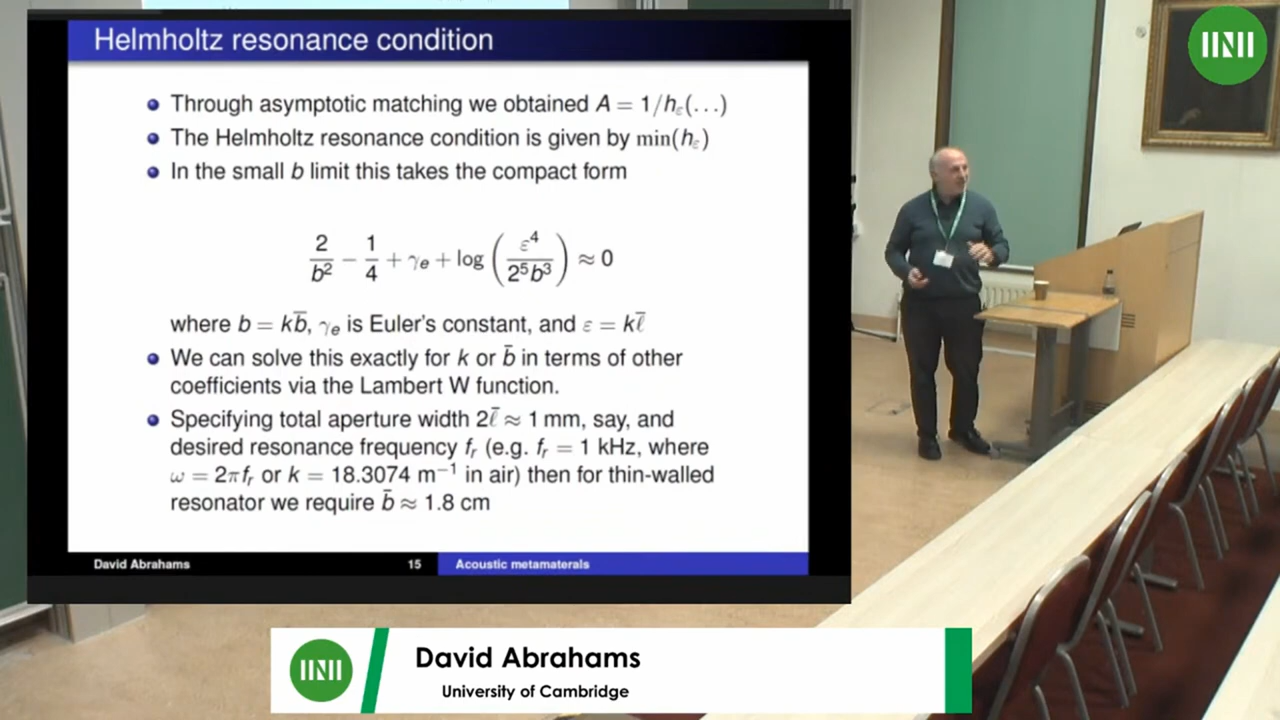 Helmholtz resonance condition
Through asymptotic matching we obtained A = 1/hε(...)
The Helmholtz resonance condition is given by min(hε)
In the small b limit this takes the compact form
2/b² − 1/4 + γe + log(ε⁴/2⁵b³) ≈ 0
where b = kb̄, γe is Euler's constant, and ε = kℓ̄
We can solve this exactly for k or b̄ in terms of other
coefficients via the Lambert W function.
Specifying total aperture width 2ℓ̄ ≈ 1 mm, say, and
desired resonance frequency fr (e.g. fr = 1 kHz, where
ω = 2πfr or k = 18.3074 m⁻¹ in air) then for thin-walled
resonator we require b̄ ≈ 1.8 cm
David Abrahams 15 Acoustic metamaterals
David Abrahams
University of Cambridge